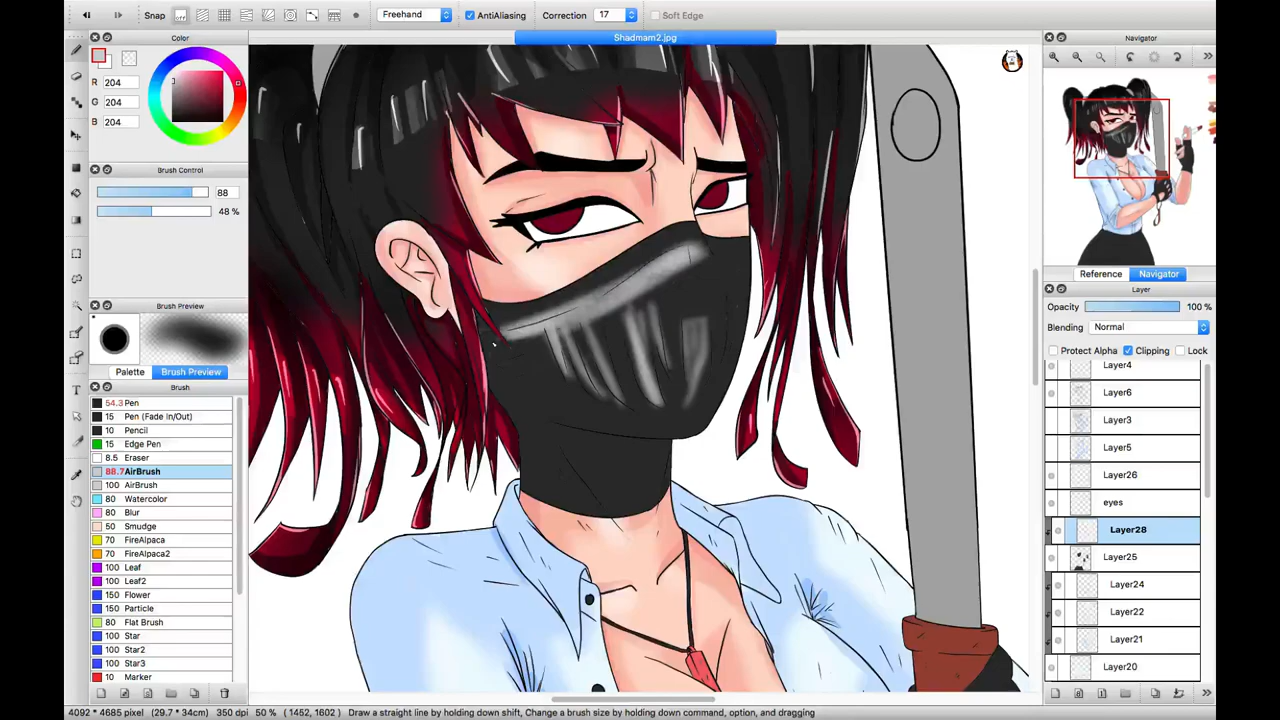 Snap
Freehand
AntiAliasing
Correction
17
Soft Edge
Color
Shadmam2.jpg
Navigator
R
204
G
204
B
204
Brush Control
88
48 %
Brush Preview
Palette
Brush Preview
Brush
54.3 Pen
15 Pen (Fade In/Out)
10 Pencil
15 Edge Pen
8.5 Eraser
88.7 AirBrush
100 AirBrush
80 Watercolor
80 Blur
50 Smudge
70 FireAlpaca
70 FireAlpaca2
100 Leaf
100 Leaf2
150 Flower
150 Particle
80 Flat Brush
100 Star
100 Star2
100 Star3
10 Marker
Reference
Navigator
Layer
Opacity
100 %
Blending
Normal
Protect Alpha
Clipping
Lock
Layer4
Layer6
Layer3
Layer5
Layer26
eyes
Layer28
Layer25
Layer24
Layer22
Layer21
Layer20
4092 * 4685 pixel (29.7 * 34cm) 350 dpi 50 % ( 1452, 1602 ) Draw a straight line by holding down shift, Change a brush size by holding down command, option, and dragging